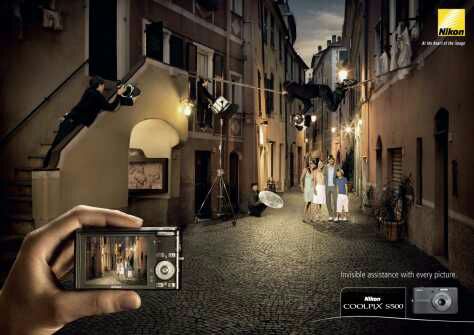 Nikon
At the heart of the image
Invisible assistance with every picture.
Nikon
COOLPIX S500